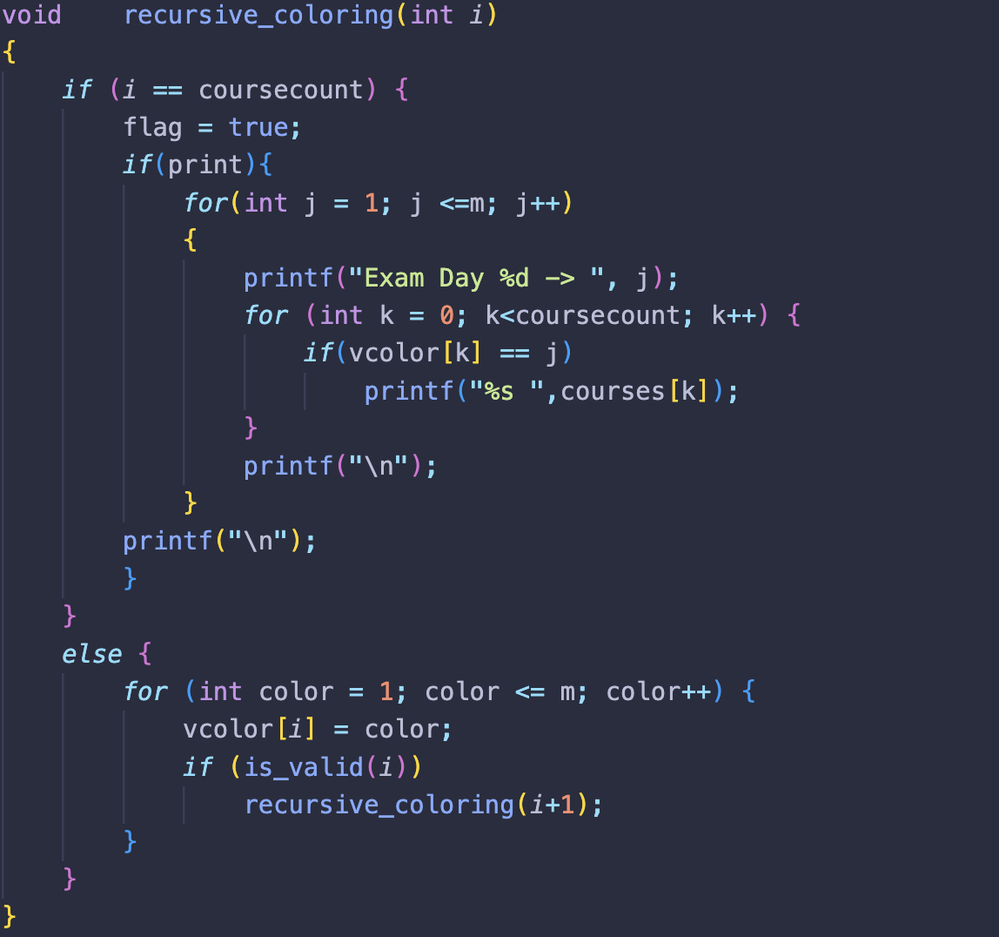 void    recursive_coloring(int i)
{
    if (i == coursecount) {
        flag = true;
        if(print){
            for(int j = 1; j <=m; j++)
            {
                printf("Exam Day %d -> ", j);
                for (int k = 0; k<coursecount; k++) {
                    if(vcolor[k] == j)
                        printf("%s ",courses[k]);
                }
                printf("\n");
            }
        printf("\n");
        }
    }
    else {
        for (int color = 1; color <= m; color++) {
            vcolor[i] = color;
            if (is_valid(i))
                recursive_coloring(i+1);
        }
    }
}